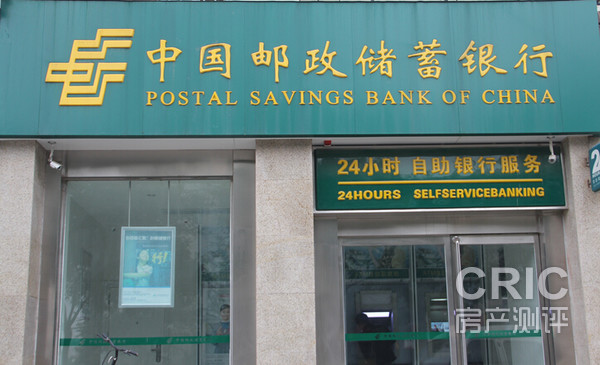 中国邮政储蓄银行
POSTAL SAVINGS BANK OF CHINA
24小时 自助银行服务
24HOURS SELFSERVICEBANKING
2
CRIC
房产测评